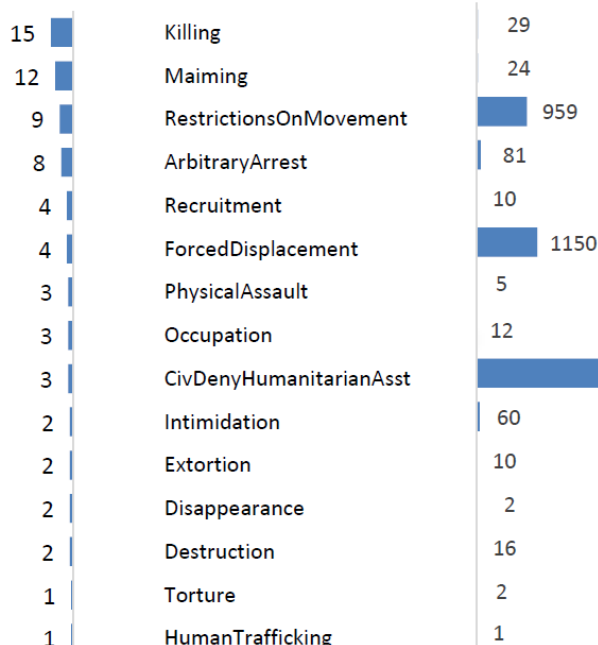 15 Killing 29
12 Maiming 24
9 RestrictionsOnMovement 959
8 ArbitraryArrest 81
4 Recruitment 10
4 ForcedDisplacement 1150
3 PhysicalAssault 5
3 Occupation 12
3 CivDenyHumanitarianAsst
2 Intimidation 60
2 Extortion 10
2 Disappearance 2
2 Destruction 16
1 Torture 2
1 HumanTrafficking 1